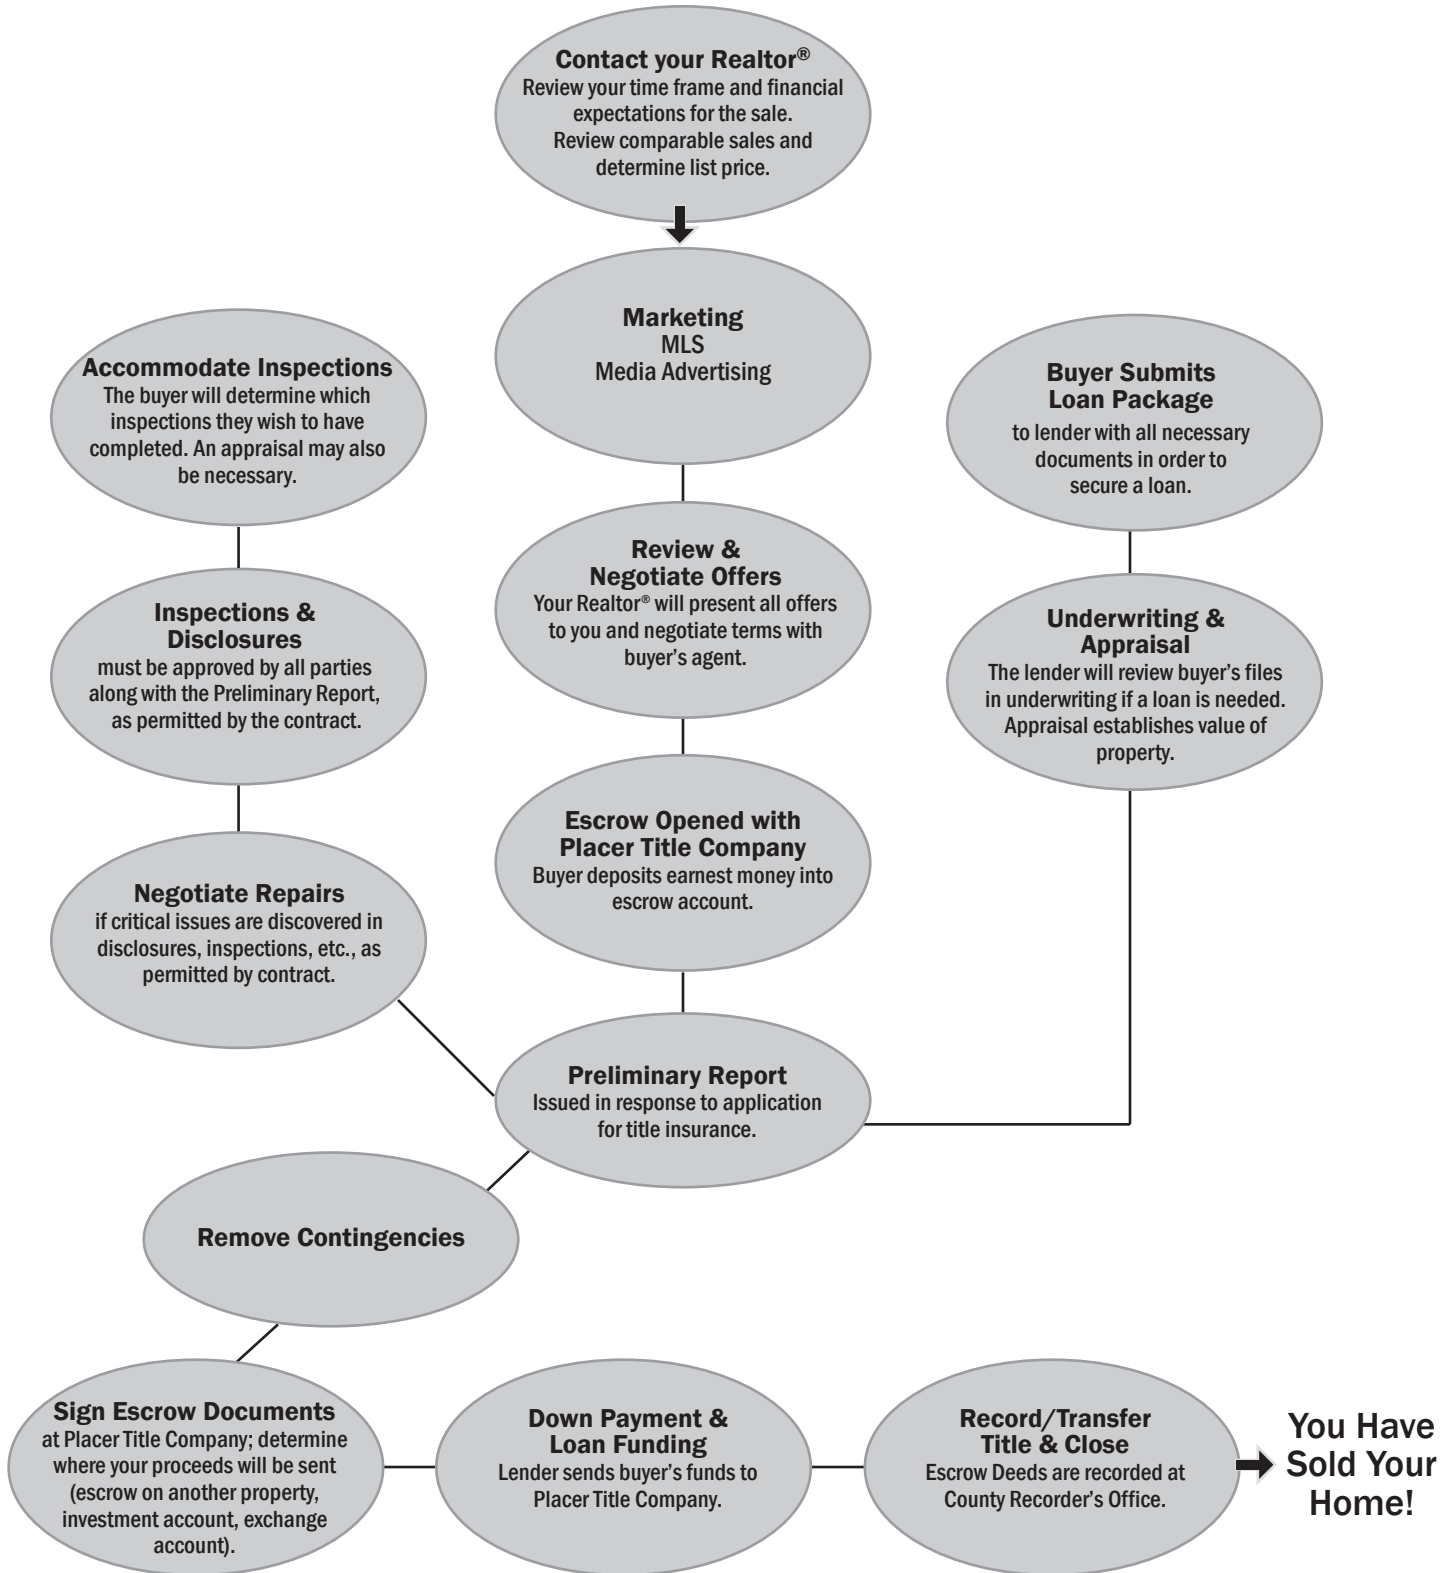 Contact your Realtor®
Review your time frame and financial
expectations for the sale.
Review comparable sales and
determine list price.
Marketing
MLS
Media Advertising
Accommodate Inspections
The buyer will determine which
inspections they wish to have
completed. An appraisal may also
be necessary.
Buyer Submits
Loan Package
to lender with all necessary
documents in order to
secure a loan.
Review &
Negotiate Offers
Your Realtor® will present all offers
to you and negotiate terms with
buyer's agent.
Inspections &
Disclosures
must be approved by all parties
along with the Preliminary Report,
as permitted by the contract.
Underwriting &
Appraisal
The lender will review buyer's files
in underwriting if a loan is needed.
Appraisal establishes value of
property.
Escrow Opened with
Placer Title Company
Buyer deposits earnest money into
escrow account.
Negotiate Repairs
if critical issues are discovered in
disclosures, inspections, etc., as
permitted by contract.
Preliminary Report
Issued in response to application
for title insurance.
Remove Contingencies
Sign Escrow Documents
at Placer Title Company; determine
where your proceeds will be sent
(escrow on another property,
investment account, exchange
account).
Down Payment &
Loan Funding
Lender sends buyer's funds to
Placer Title Company.
Record/Transfer
Title & Close
Escrow Deeds are recorded at
County Recorder's Office.
You Have
Sold Your
Home!